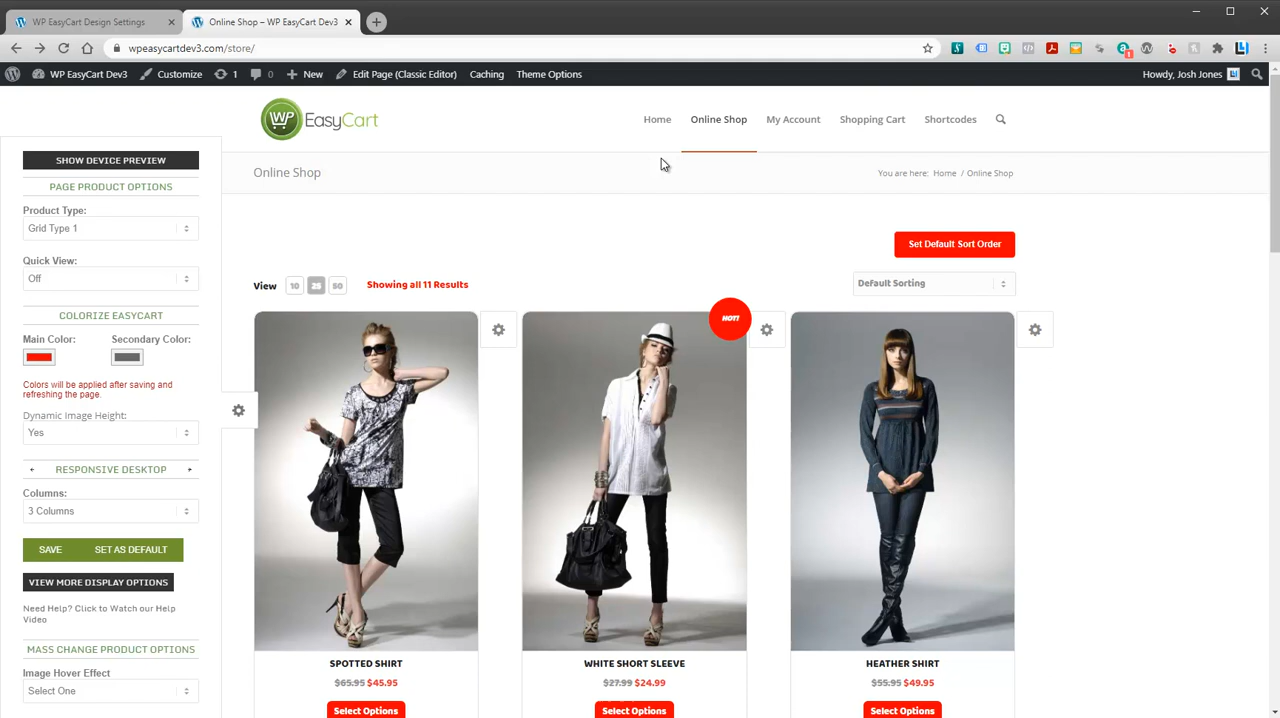 WP EasyCart Design Settings
Online Shop – WP EasyCart Dev3
wpeasycartdev3.com/store/
1
WP EasyCart Dev3
Customize
1
0
New
Edit Page (Classic Editor)
Caching
Theme Options
Howdy, Josh Jones
WP EasyCart
Home
Online Shop
My Account
Shopping Cart
Shortcodes
Online Shop
You are here: Home / Online Shop
SHOW DEVICE PREVIEW
PAGE PRODUCT OPTIONS
Product Type:
Grid Type 1
Quick View:
Off
COLORIZE EASYCART
Main Color:
Secondary Color:
Colors will be applied after saving and
refreshing the page.
Dynamic Image Height:
Yes
RESPONSIVE DESKTOP
Columns:
3 Columns
SAVE
SET AS DEFAULT
VIEW MORE DISPLAY OPTIONS
Need Help? Click to Watch our Help
Video
MASS CHANGE PRODUCT OPTIONS
Image Hover Effect
Select One
Set Default Sort Order
View 10 25 50
Showing all 11 Results
Default Sorting
HOT!
SPOTTED SHIRT
$65.95 $45.95
Select Options
WHITE SHORT SLEEVE
$27.99 $24.99
Select Options
HEATHER SHIRT
$55.95 $49.95
Select Options